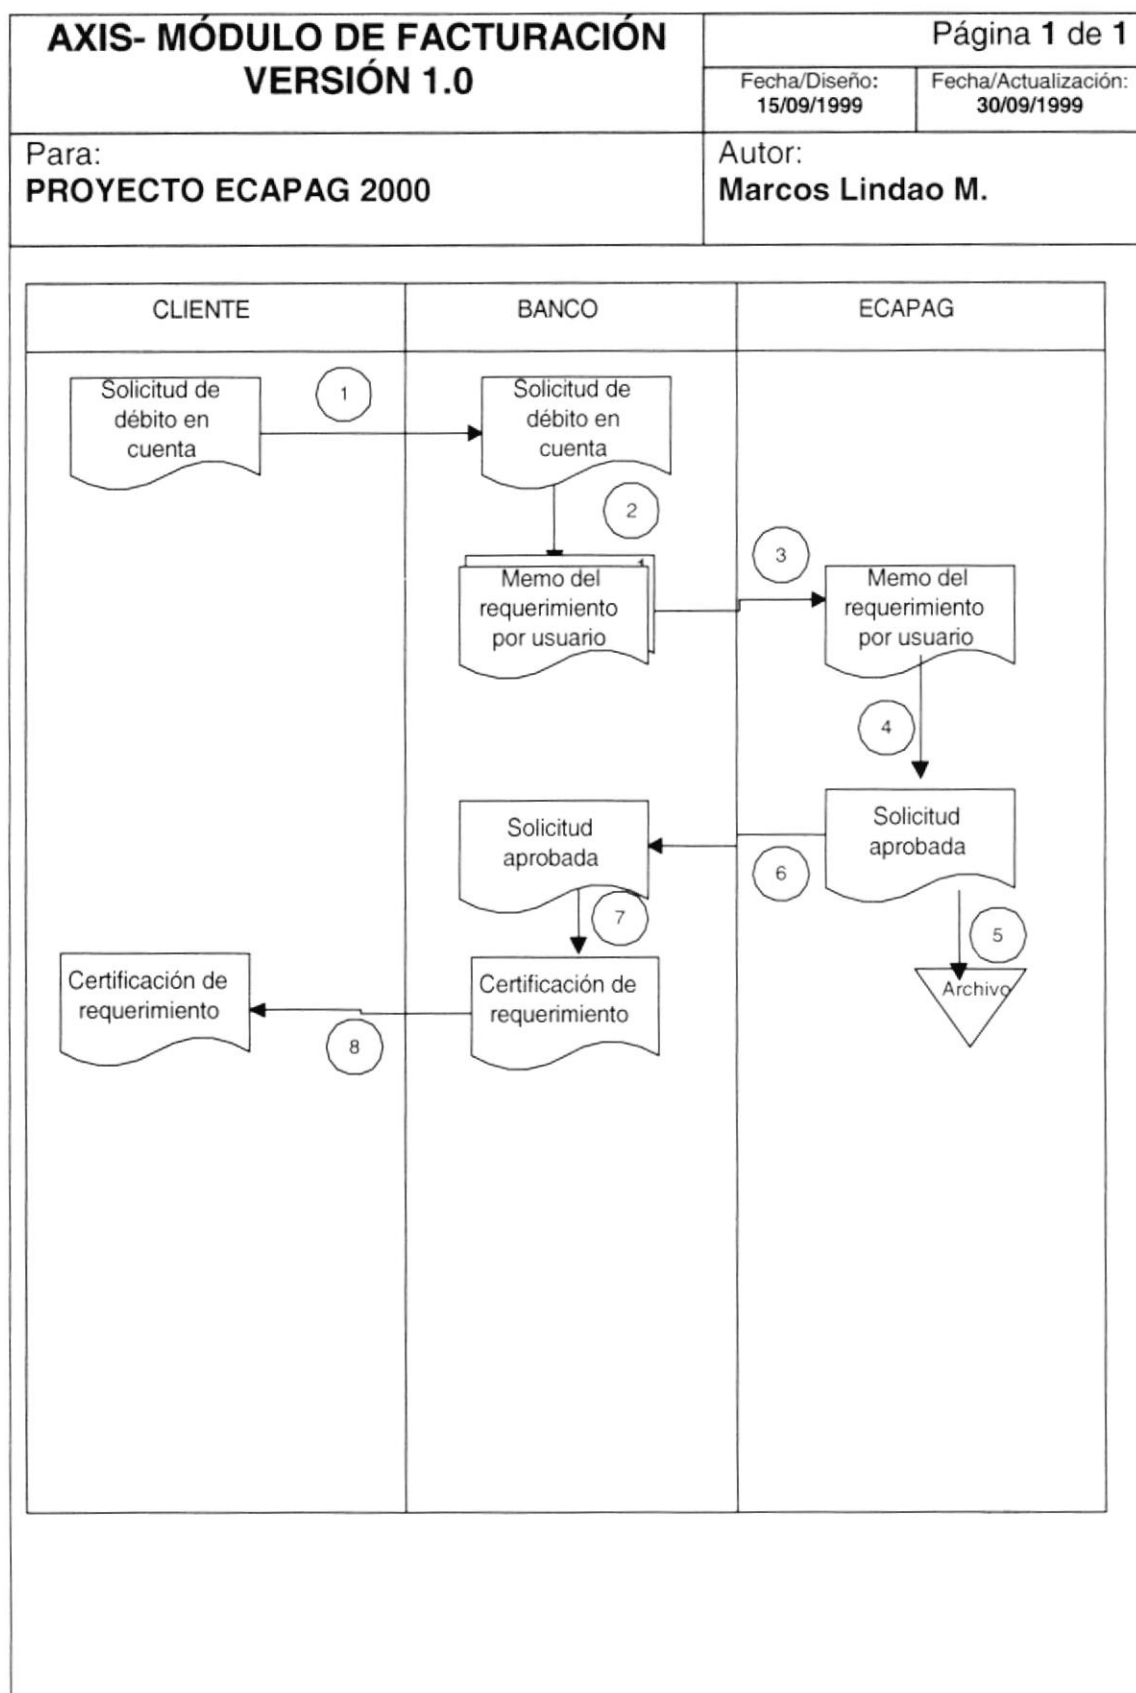 AXIS- MÓDULO DE FACTURACIÓN
VERSIÓN 1.0
Página 1 de 1
Fecha/Diseño:
15/09/1999
Fecha/Actualización:
30/09/1999
Para:
PROYECTO ECAPAG 2000
Autor:
Marcos Lindao M.
CLIENTE
BANCO
ECAPAG
Solicitud de
débito en
cuenta
1
Solicitud de
débito en
cuenta
2
Memo del
requerimiento
por usuario
3
Memo del
requerimiento
por usuario
4
Solicitud
aprobada
Solicitud
aprobada
6
7
5
Archivo
Certificación de
requerimiento
Certificación de
requerimiento
8